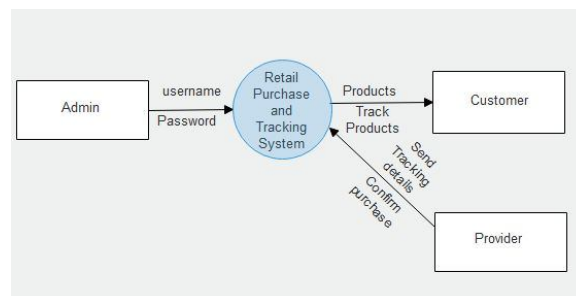 Admin
username
Password
Retail
Purchase
and
Tracking
System
Products
Track
Products
Customer
Send
Tracking
details
Confirm
purchase
Provider